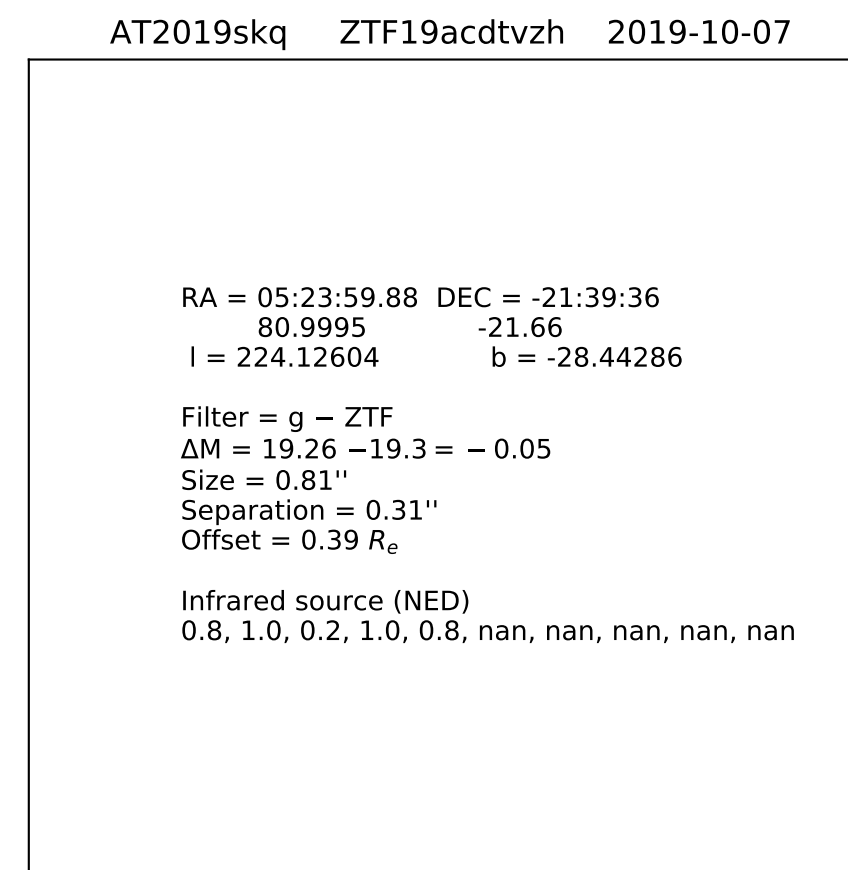 AT2019skq ZTF19acdtvzh 2019-10-07
RA = 05:23:59.88 DEC = -21:39:36
80.9995 -21.66
l = 224.12604 b = -28.44286
Filter = g − ZTF
ΔM = 19.26 −19.3 = − 0.05
Size = 0.81''
Separation = 0.31''
Offset = 0.39 Re
Infrared source (NED)
0.8, 1.0, 0.2, 1.0, 0.8, nan, nan, nan, nan, nan